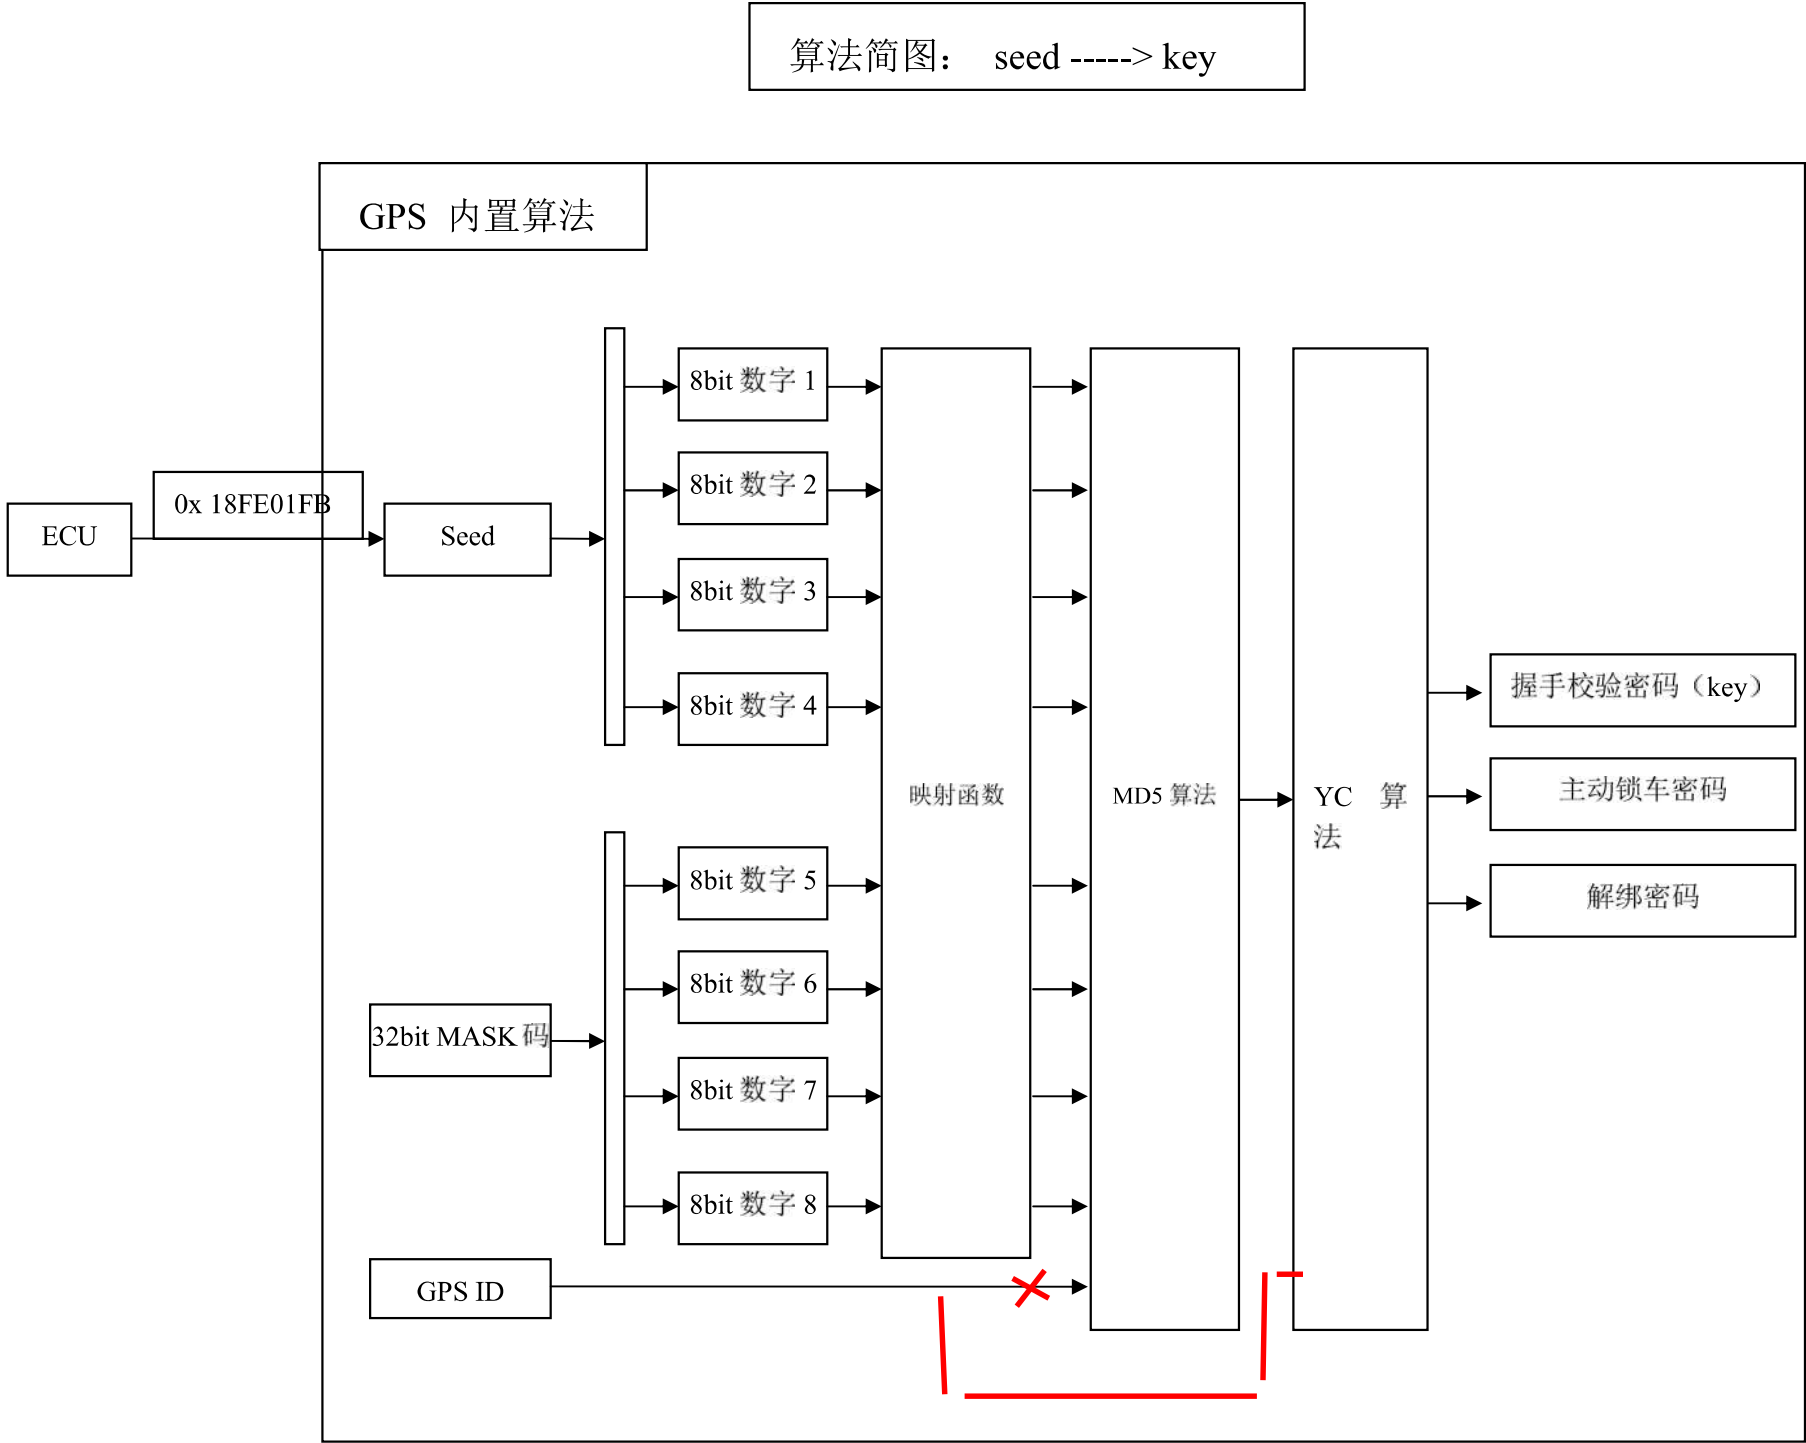 算法简图： seed -----> key
GPS 内置算法
8bit 数字 1
8bit 数字 2
0x 18FE01FB
ECU
Seed
8bit 数字 3
8bit 数字 4
握手校验密码（key）
映射函数
MD5 算法
YC 算
法
主动锁车密码
8bit 数字 5
解绑密码
8bit 数字 6
32bit MASK 码
8bit 数字 7
8bit 数字 8
GPS ID